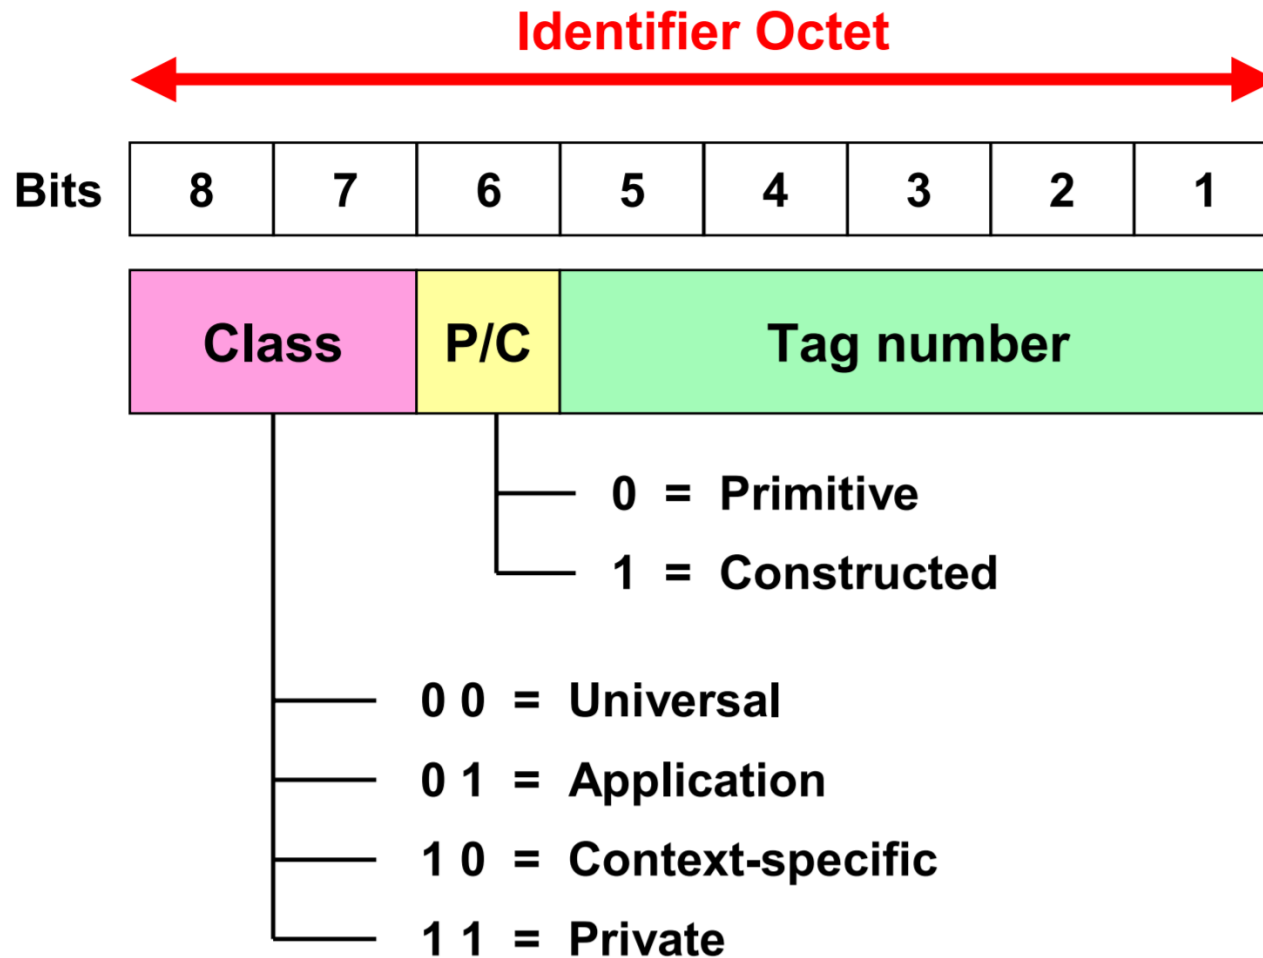 Identifier Octet
Bits 8 7 6 5 4 3 2 1
Class P/C Tag number
0 = Primitive
1 = Constructed
0 0 = Universal
0 1 = Application
1 0 = Context-specific
1 1 = Private